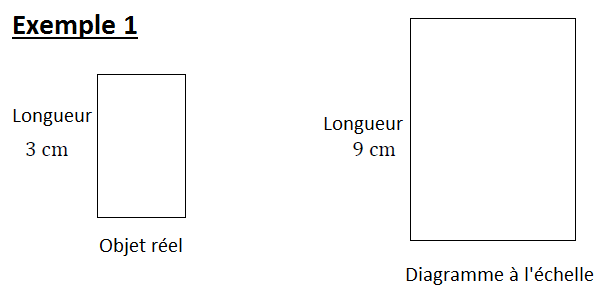 Exemple 1
Longueur
3 cm
Objet réel
Longueur
9 cm
Diagramme à l'échelle